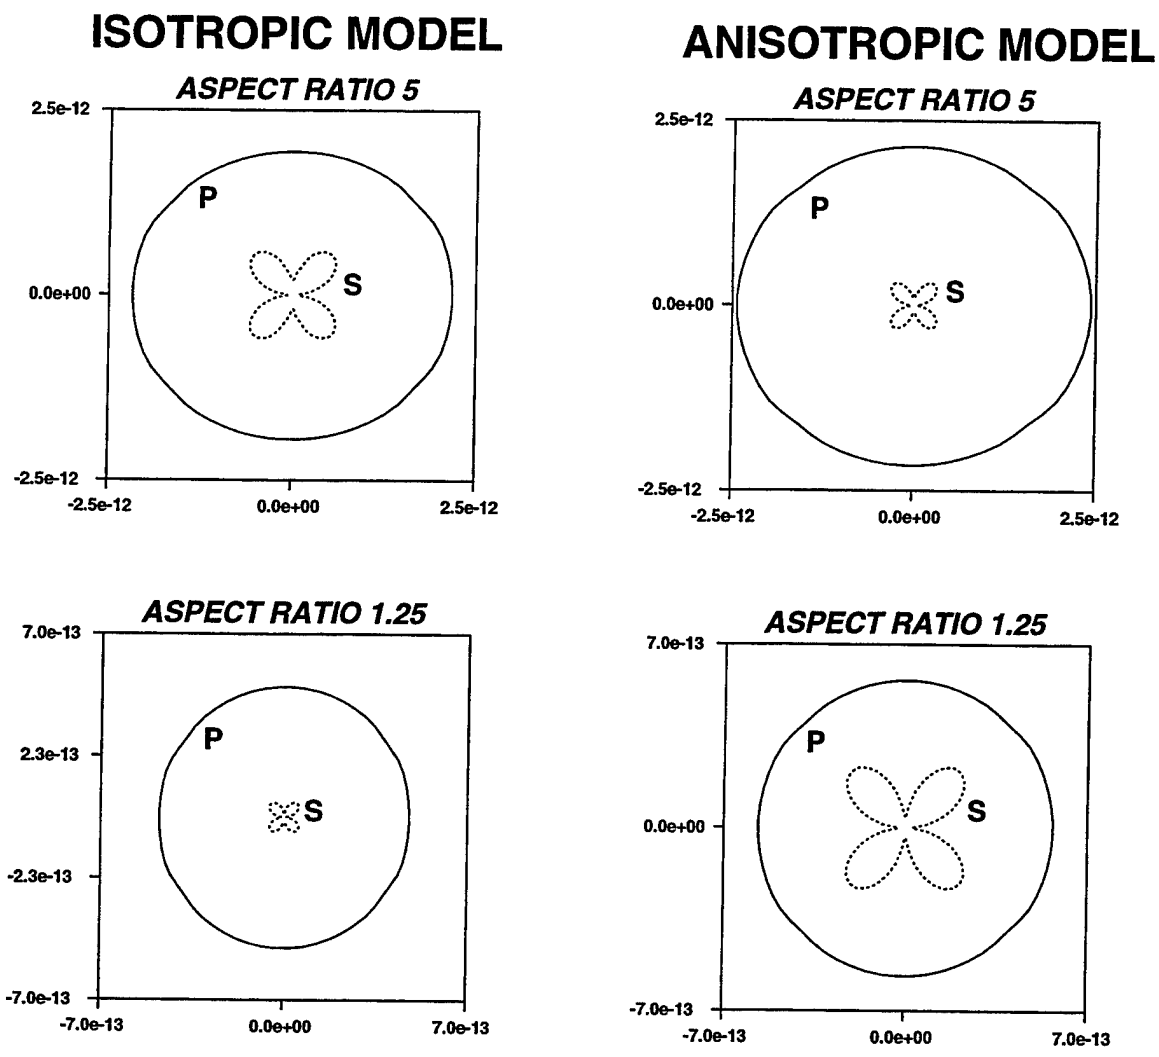 ISOTROPIC MODEL
ANISOTROPIC MODEL
ASPECT RATIO 5
2.5e-12
P
S
0.0e+00
-2.5e-12
-2.5e-12 0.0e+00 2.5e-12
ASPECT RATIO 5
2.5e-12
P
S
0.0e+00
-2.5e-12
-2.5e-12 0.0e+00 2.5e-12
ASPECT RATIO 1.25
7.0e-13
P
2.3e-13
S
-2.3e-13
-7.0e-13
-7.0e-13 0.0e+00 7.0e-13
ASPECT RATIO 1.25
7.0e-13
P
S
0.0e+00
-7.0e-13
-7.0e-13 0.0e+00 7.0e-13